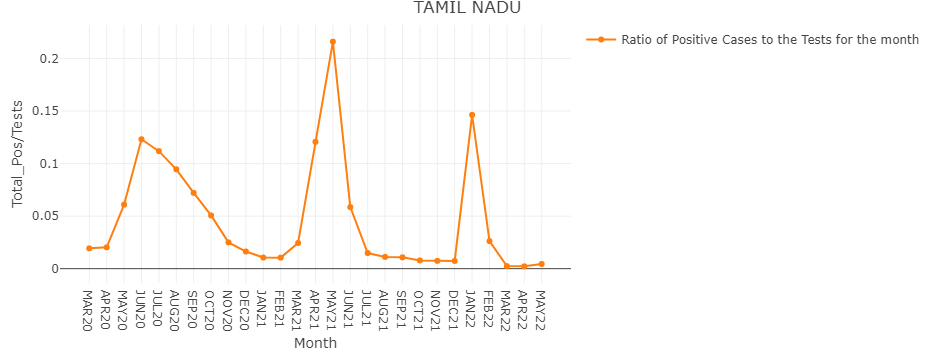 TAMIL NADU
Ratio of Positive Cases to the Tests for the month
Total_Pos/Tests
0.2
0.15
0.1
0.05
0
MAR20
APR20
MAY20
JUN20
JUL20
AUG20
SEP20
OCT20
NOV20
DEC20
JAN21
FEB21
MAR21
APR21
MAY21
JUN21
JUL21
AUG21
SEP21
OCT21
NOV21
DEC21
JAN22
FEB22
MAR22
APR22
MAY22
Month